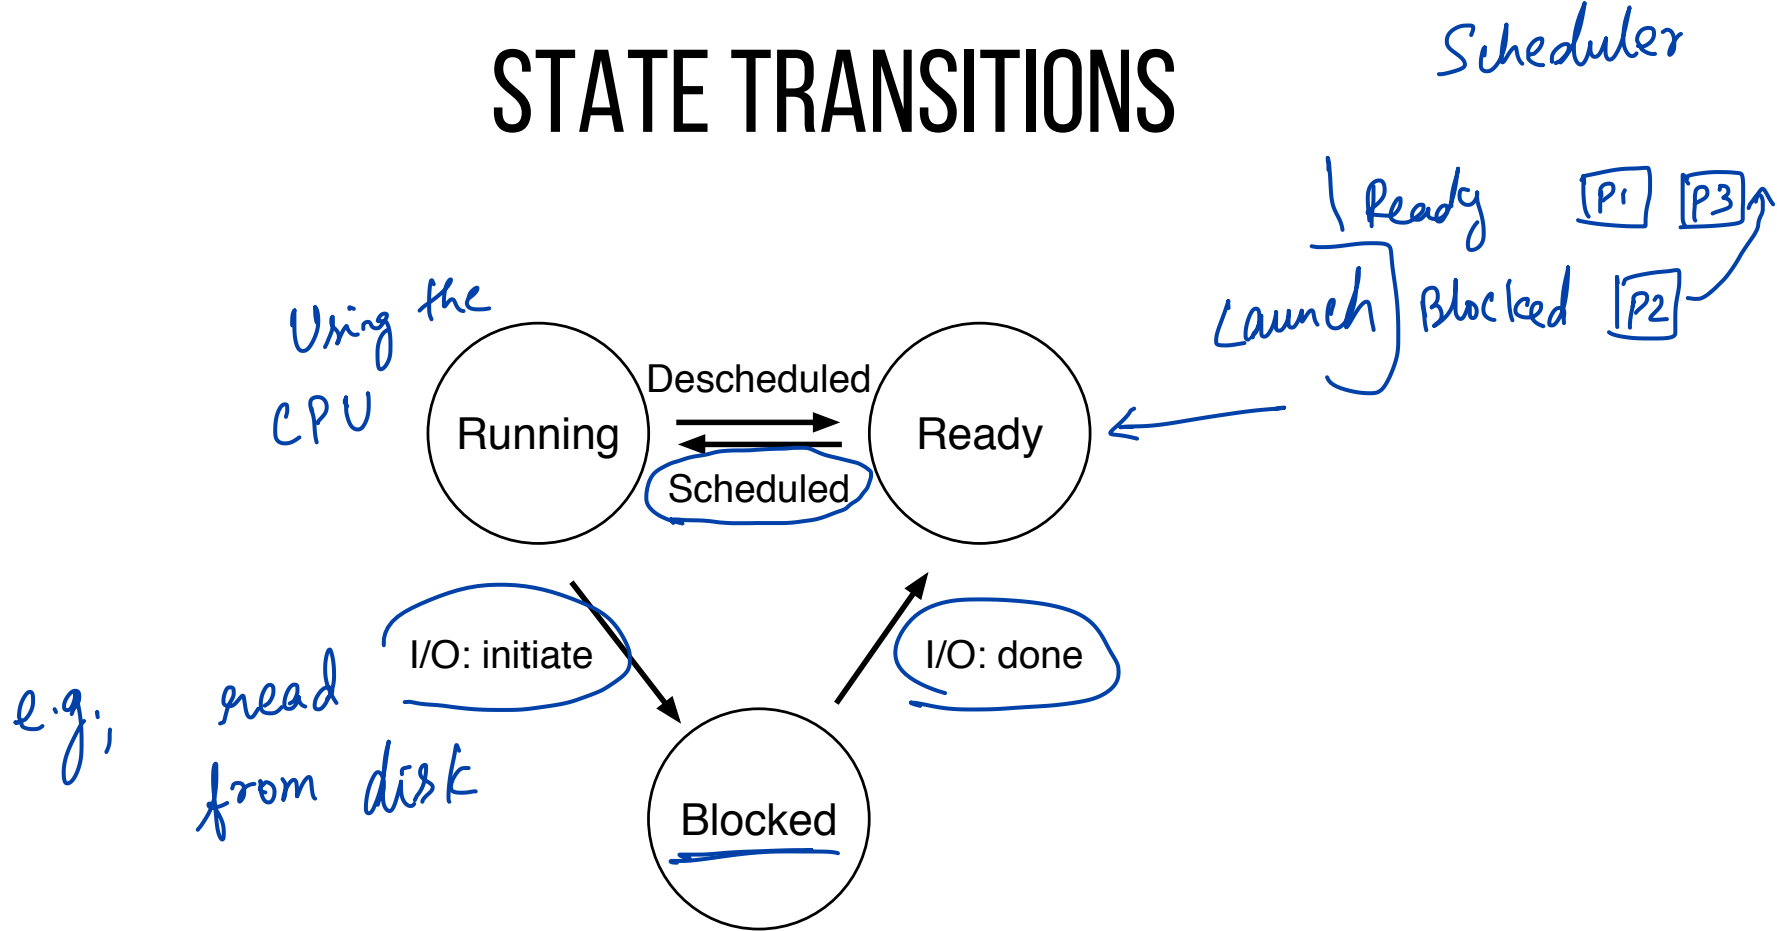 STATE TRANSITIONS
Scheduler
Ready P1 P3
Launch Blocked P2
Using the
CPU
Descheduled
Running
Ready
Scheduled
I/O: initiate
I/O: done
e.g., read
from disk
Blocked